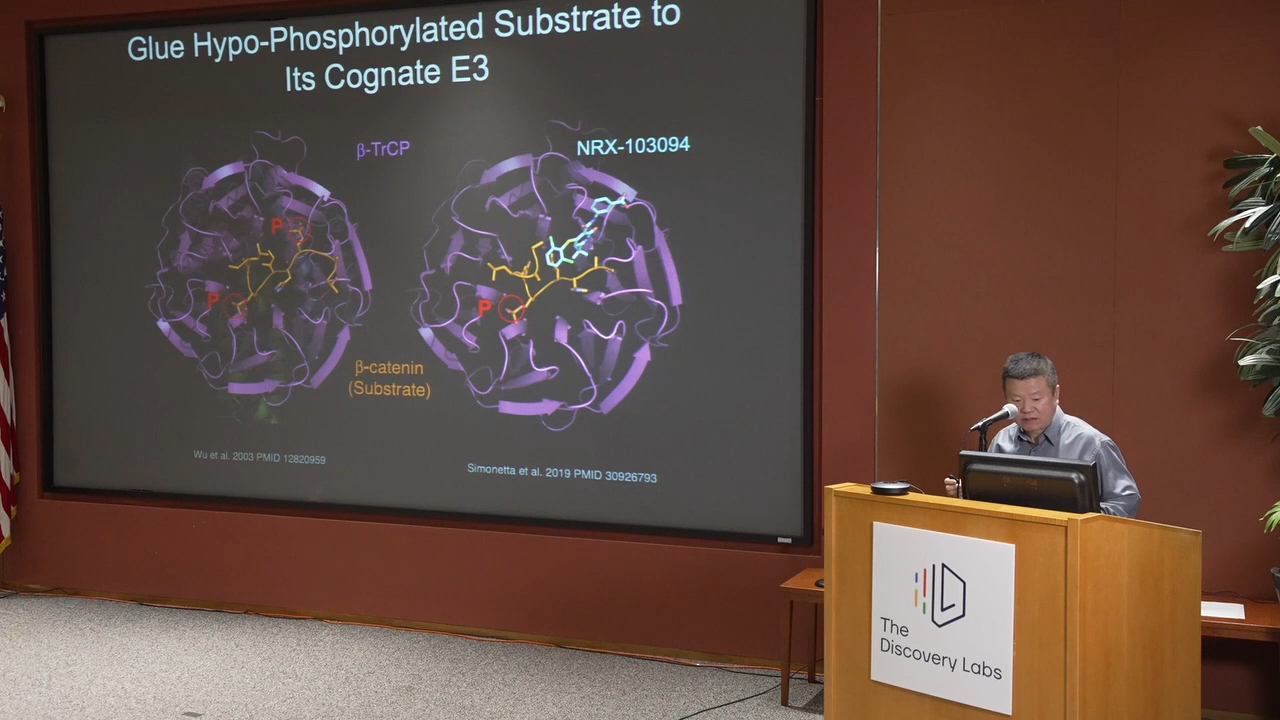 Glue Hypo-Phosphorylated Substrate to
Its Cognate E3
β-TrCP
NRX-103094
P
P
P
β-catenin
(Substrate)
Wu et al. 2003 PMID 12820959
Simonetta et al. 2019 PMID 30926793
The
Discovery Labs